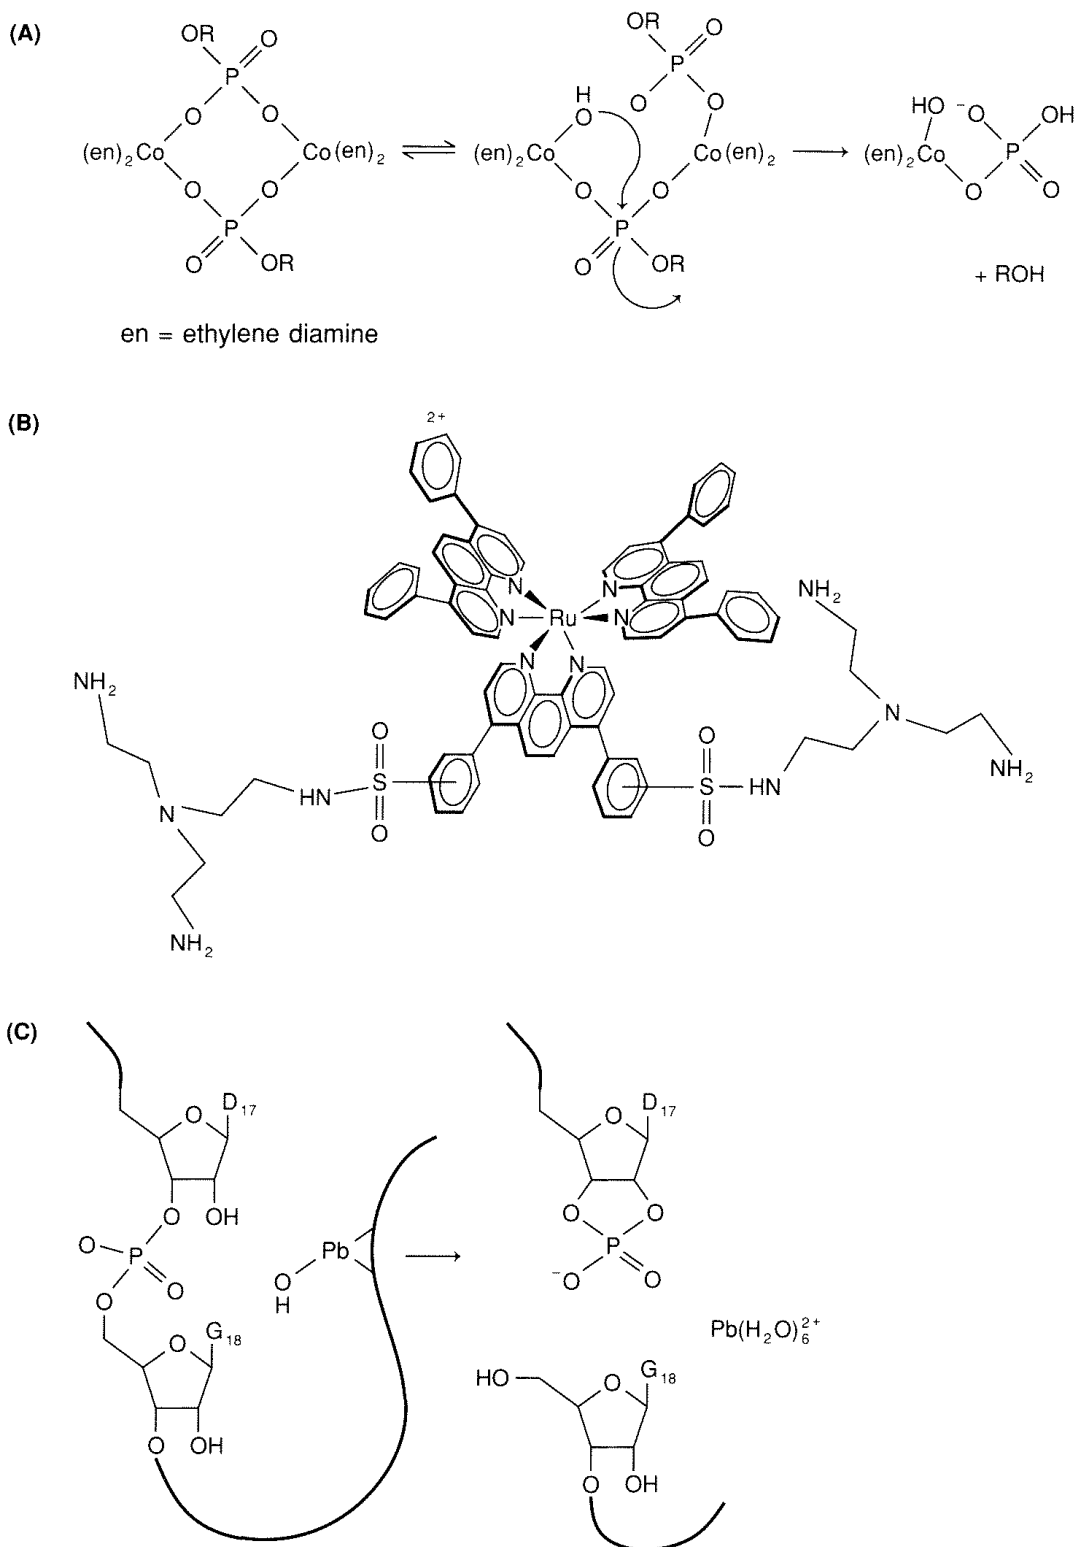 (A)
OR O H OR O
P O P
O O O O HO ⁻O OH
(en)₂Co Co(en)₂ ⇌ (en)₂Co Co(en)₂ → (en)₂Co P
O O O O O O
P P
O OR O OR
+ ROH
en = ethylene diamine
(B)
2+
N N
NH₂
N Ru N
N N
NH₂
N
O O
S S
HN HN
NH₂
N
O O
NH₂
(C)
D₁₇ D₁₇
O O
O OH O O
O P Pb → P
O O ⁻O O
O H
G₁₈ Pb(H₂O)₆²⁺
O G₁₈
HO O
O OH
O OH